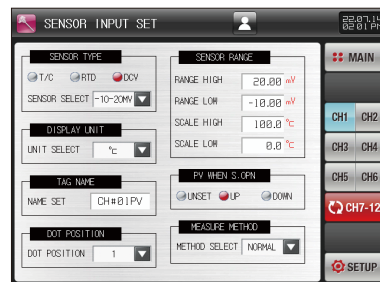 SENSOR INPUT SET
22.07.14
02:01 PM
SENSOR TYPE
T/C RTD DCV
SENSOR SELECT -10~20MV
DISPLAY UNIT
UNIT SELECT °C
TAG NAME
NAME SET CH#01PV
DOT POSITION
DOT POSITION 1
SENSOR RANGE
RANGE HIGH 20.00 mV
RANGE LOW -10.00 mV
SCALE HIGH 100.0 °C
SCALE LOW 0.0 °C
PV WHEN S.OPN
UNSET UP DOWN
MEASURE METHOD
METHOD SELECT NORMAL
MAIN
CH1 CH2
CH3 CH4
CH5 CH6
CH7-12
SETUP